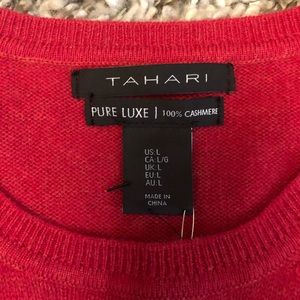 TAHARI
PURE LUXE | 100% CASHMERE
US:L
CA:L/G
UK:L
EU:L
AU:L
MADE IN
CHINA